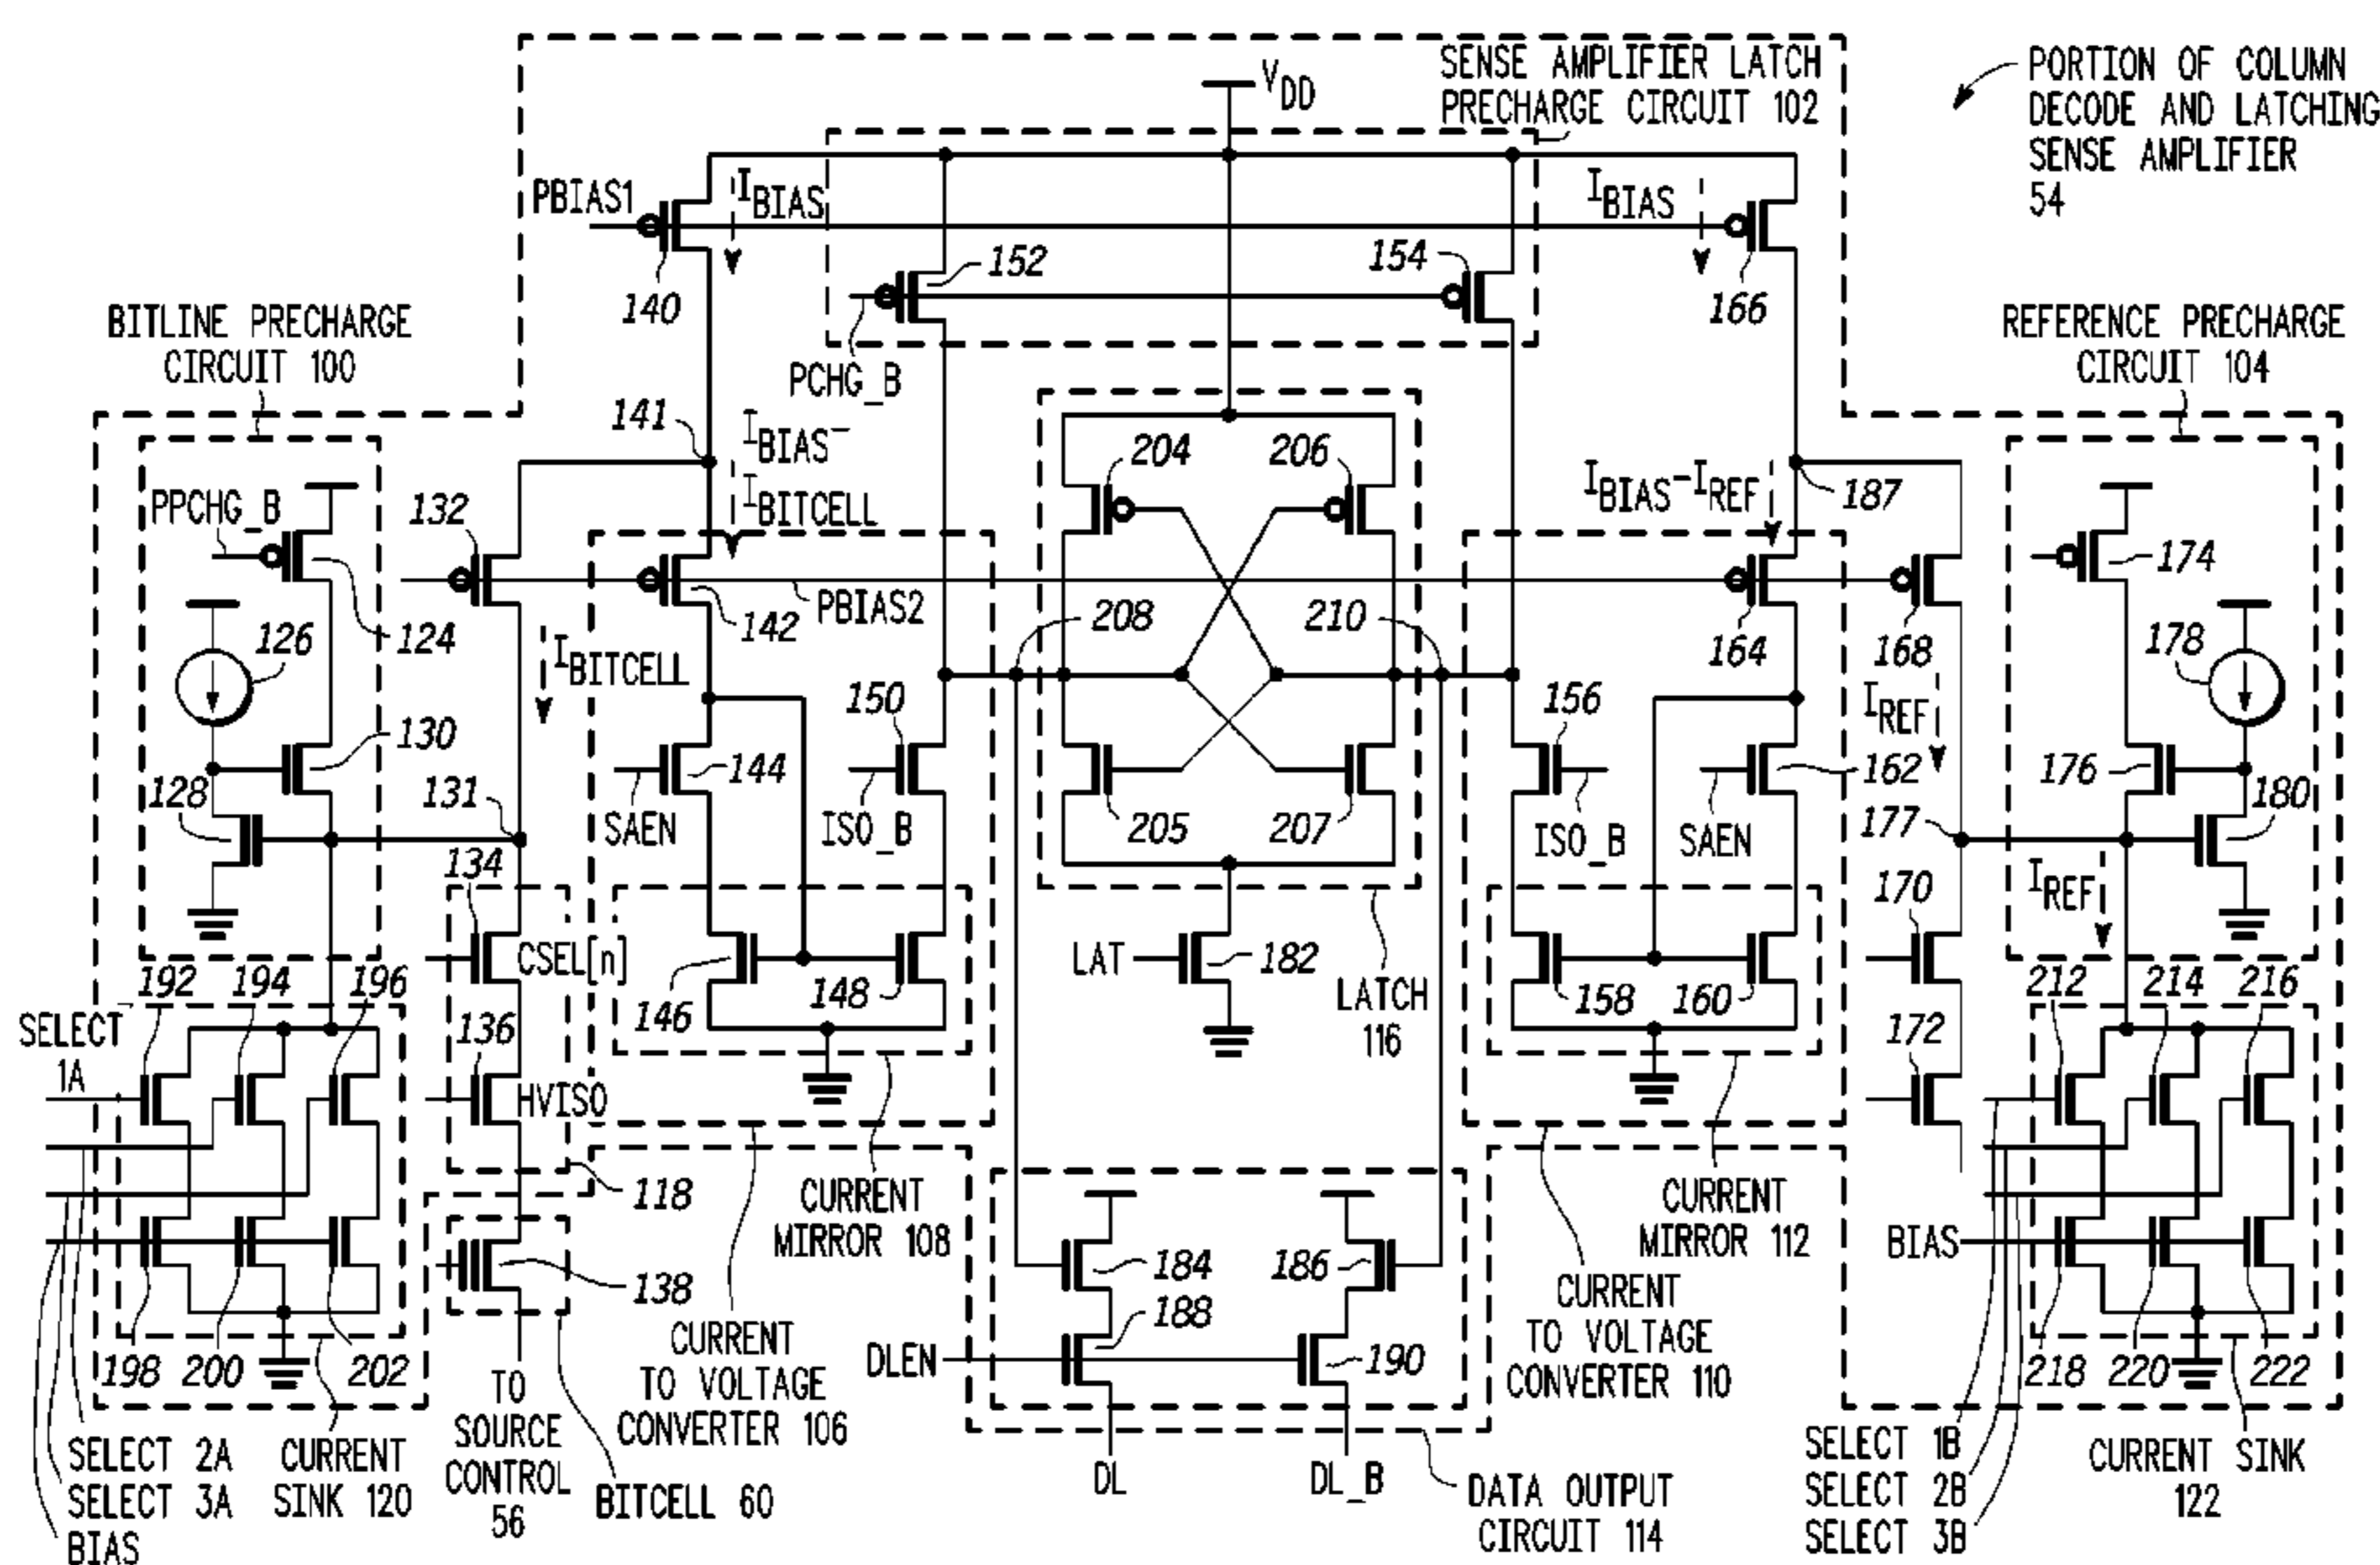 SENSE AMPLIFIER LATCH
PRECHARGE CIRCUIT 102
VDD
PORTION OF COLUMN
DECODE AND LATCHING
SENSE AMPLIFIER
54
PBIAS1
IBIAS
IBIAS
140
152
154
166
PCHG_B
BITLINE PRECHARGE
CIRCUIT 100
REFERENCE PRECHARGE
CIRCUIT 104
141
IBIAS-
IBITCELL
204
206
IBIAS-IREF
187
PPCHG_B
132
124
126
142
PBIAS2
208
210
164
168
174
178
IBITCELL
150
156
IREF
130
128
131
144
SAEN
ISO_B
205
207
ISO_B
SAEN
162
176
177
180
134
CSEL[n]
146
148
LAT
182
LATCH
116
158
160
170
IREF
192
194
196
SELECT
1A
136
HVISO
172
212
214
216
118
CURRENT
MIRROR 108
CURRENT
MIRROR 112
BIAS
184
186
138
188
190
DLEN
198
200
202
218
220
222
TO
SOURCE
CONTROL
56
CURRENT
TO VOLTAGE
CONVERTER 106
CURRENT
TO VOLTAGE
CONVERTER 110
SELECT 2A
SELECT 3A
BIAS
CURRENT
SINK 120
BITCELL 60
DL
DL_B
DATA OUTPUT
CIRCUIT 114
SELECT 1B
SELECT 2B
SELECT 3B
CURRENT SINK
122